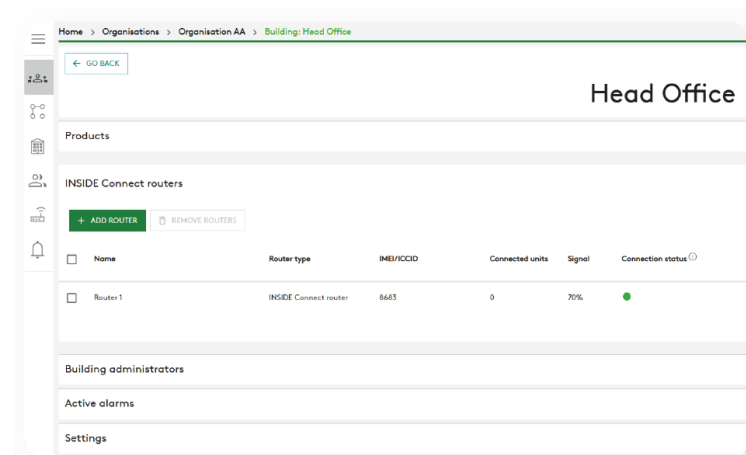 Home > Organisations > Organisation AA > Building: Head Office
← GO BACK
Head Office
Products
INSIDE Connect routers
+ ADD ROUTER REMOVE ROUTERS
Name Router type IMEI/ICCID Connected units Signal Connection status
Router 1 INSIDE Connect router 8683 0 70%
Building administrators
Active alarms
Settings